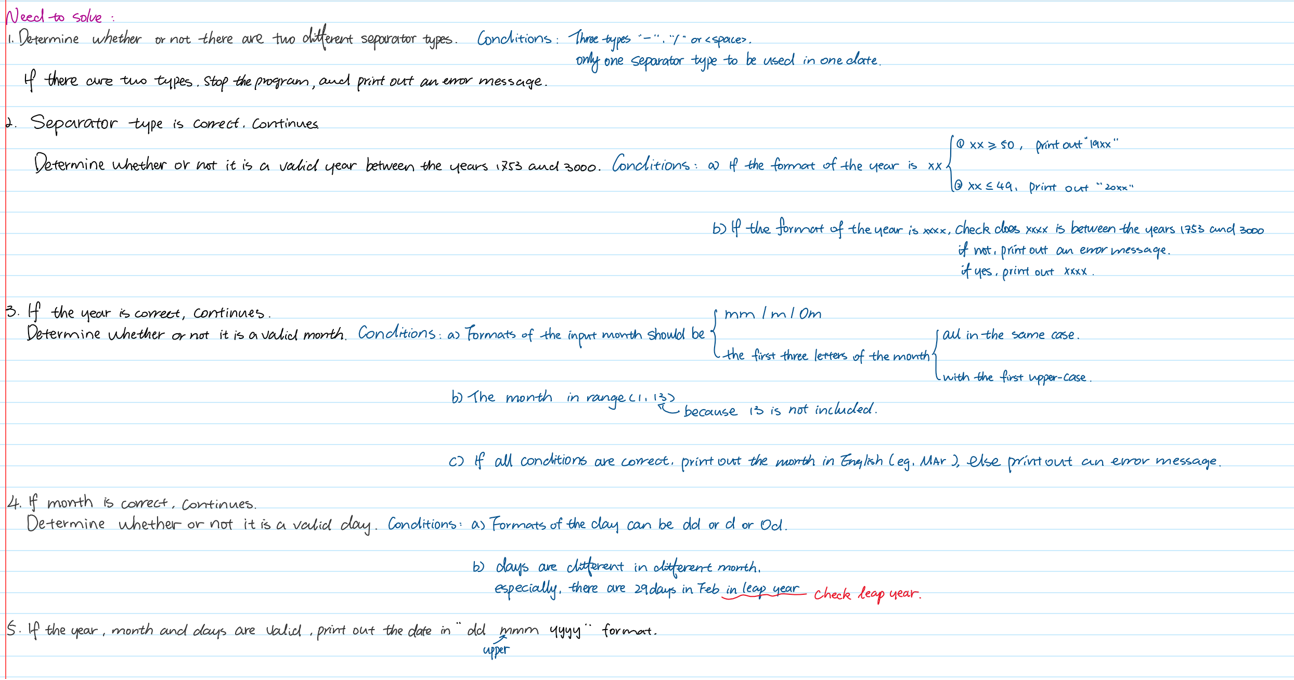 Need to solve :
1. Determine whether or not there are two different separator types. Conditions: Three types "-", "/" or <space>.
only one separator type to be used in one date.
If there are two types. Stop the program, and print out an error message.
2. Separator type is correct. Continues
① xx ≥ 50, print out "19xx"
Determine whether or not it is a valid year between the years 1753 and 3000. Conditions: a) If the format of the year is xx
② xx ≤ 49, print out "20xx"
b) If the format of the year is xxxx, check does xxxx is between the years 1753 and 3000
if not, print out an error message.
if yes, print out xxxx.
3. If the year is correct, continues.
mm / m / 0m
Determine whether or not it is a valid month. Conditions: a) Formats of the input month should be
all in the same case.
the first three letters of the month
with the first upper-case.
b) The month in range(1, 13)
because 13 is not included.
c) If all conditions are correct, print out the month in English (eg. MAr), else print out an error message.
4. If month is correct, continues.
Determine whether or not it is a valid day. Conditions: a) Formats of the day can be dd or d or 0d.
b) days are different in different month.
especially, there are 29days in Feb in leap year check leap year.
5. If the year, month and days are valid, print out the date in " dd mmm yyyy " format.
upper